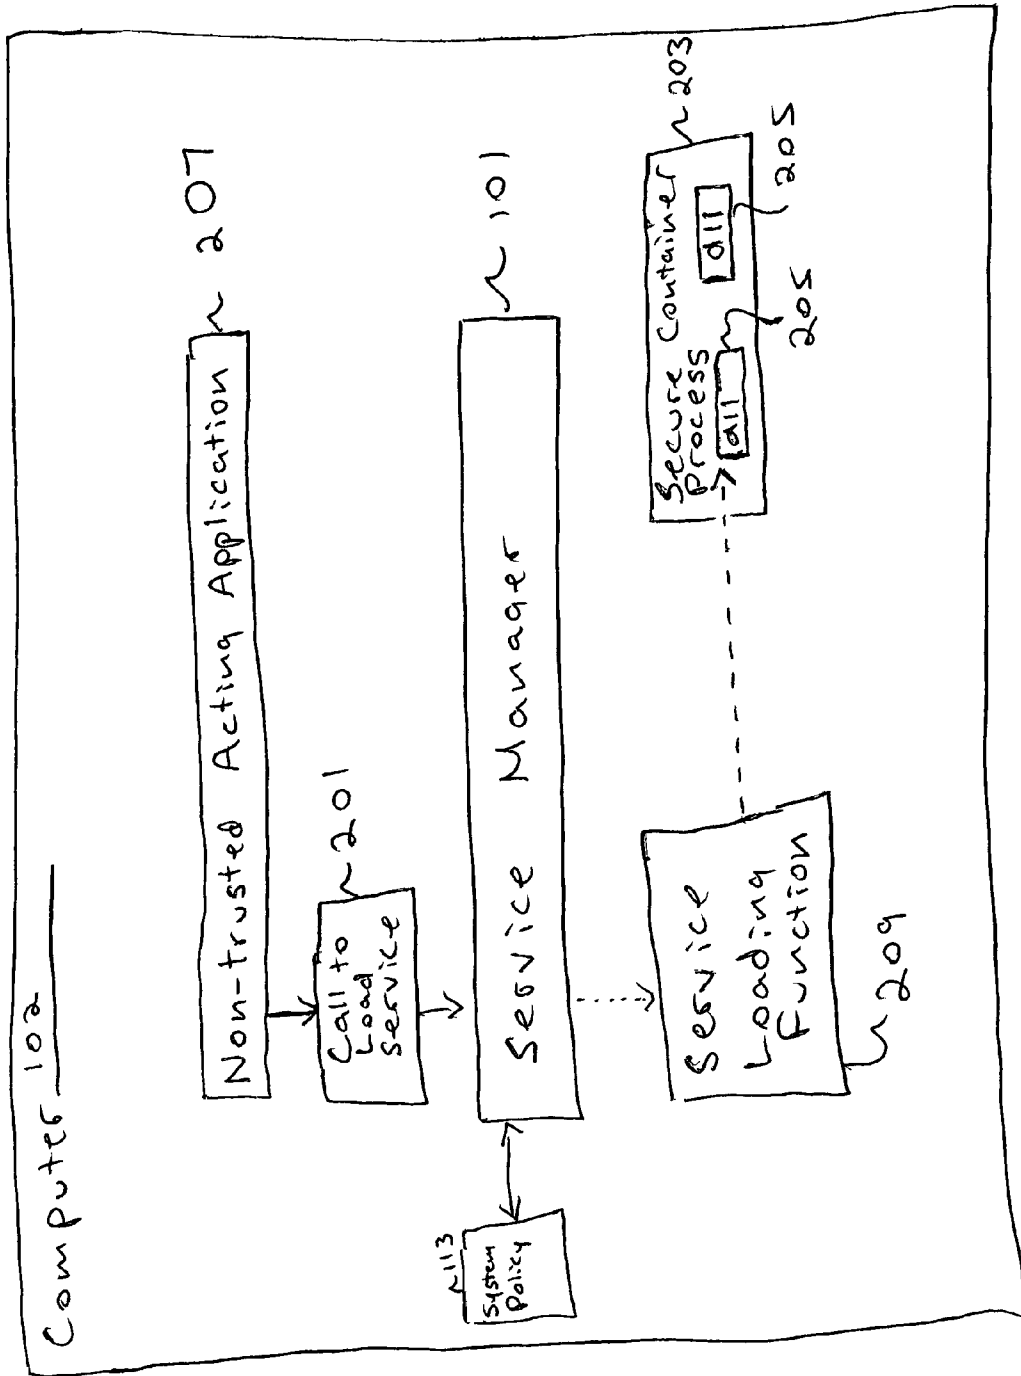 Computer 102
Non-trusted Acting Application
207
Call to
Load
service
201
System
Policy
113
Service Manager
101
Service
Loading
Function
209
Secure Container
Process
203
dll
205
dll
205